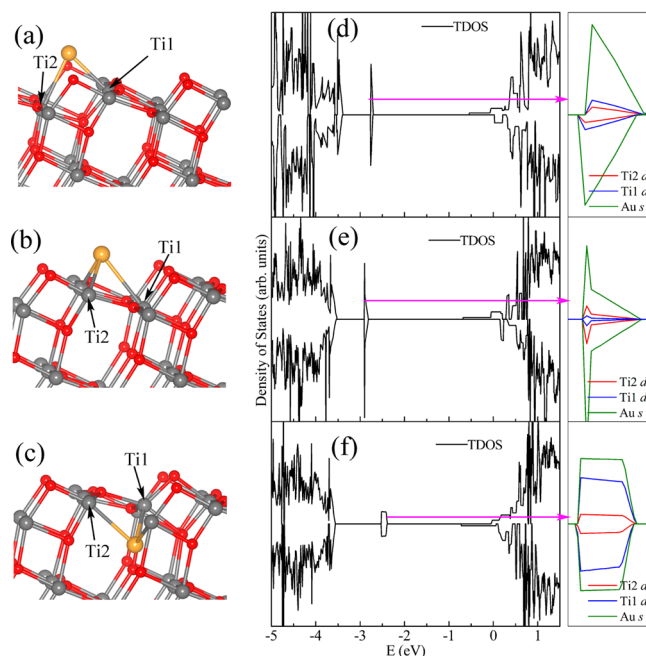 (a)
Ti1
Ti2
(b)
Ti1
Ti2
(c)
Ti1
Ti2
Density of States (arb. units)
(d)
TDOS
Ti2 d
Ti1 d
Au s
(e)
TDOS
Ti2 d
Ti1 d
Au s
(f)
TDOS
Ti2 d
Ti1 d
Au s
-5 -4 -3 -2 -1 0 1
E (eV)